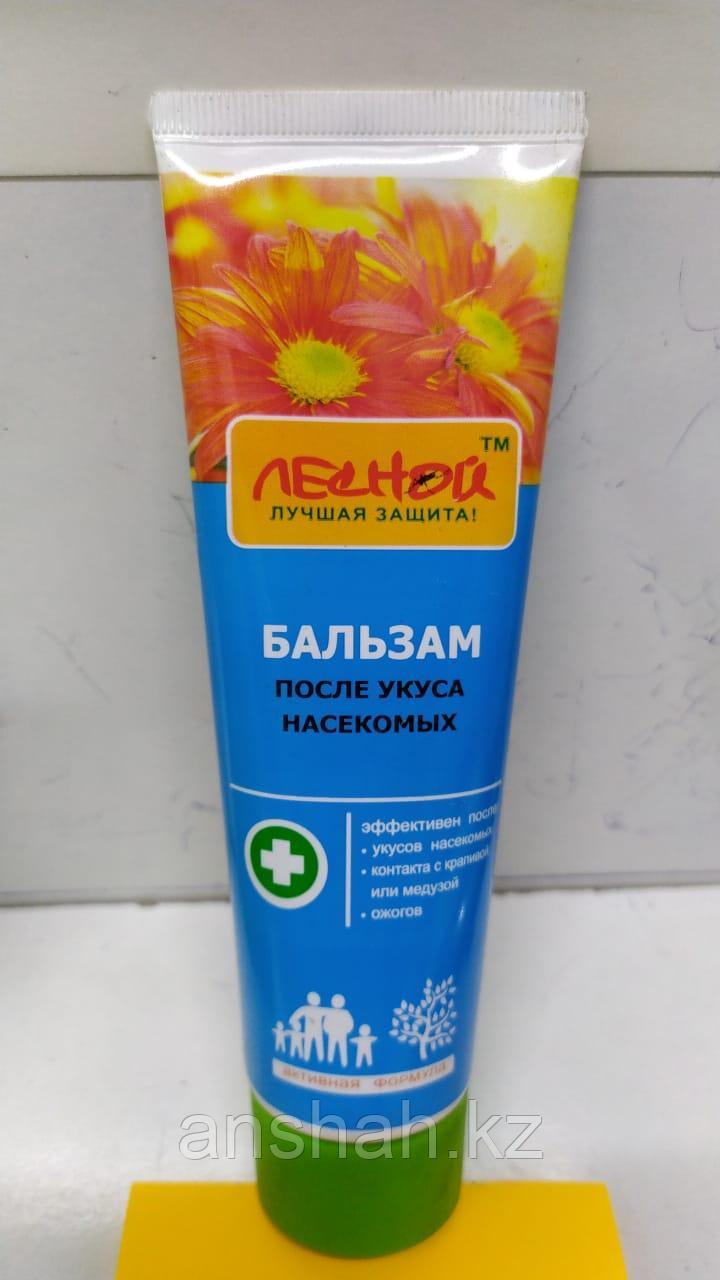 ЛЕСНОЙ ™
ЛУЧШАЯ ЗАЩИТА!
БАЛЬЗАМ
ПОСЛЕ УКУСА
НАСЕКОМЫХ
эффективен после:
• укусов насекомых
• контакта с крапивой
или медузой
• ожогов
активная формула
anshah.kz